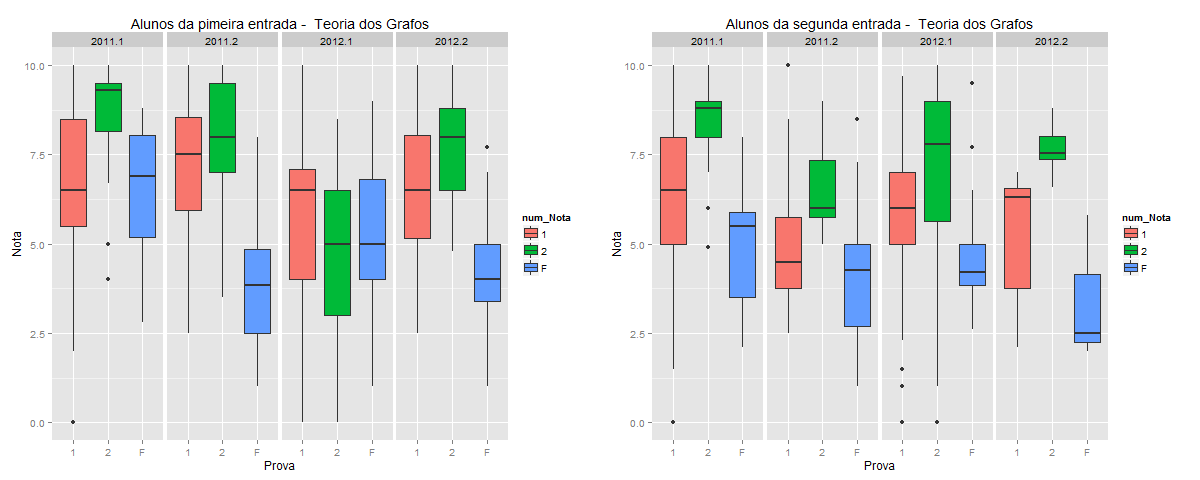 Alunos da pimeira entrada - Teoria dos Grafos
2011.1 2011.2 2012.1 2012.2
10.0
7.5
5.0
2.5
0.0
Nota
1 2 F 1 2 F 1 2 F 1 2 F
Prova
num_Nota
1
2
F
Alunos da segunda entrada - Teoria dos Grafos
2011.1 2011.2 2012.1 2012.2
10.0
7.5
5.0
2.5
0.0
Nota
1 2 F 1 2 F 1 2 F 1 2 F
Prova
num_Nota
1
2
F